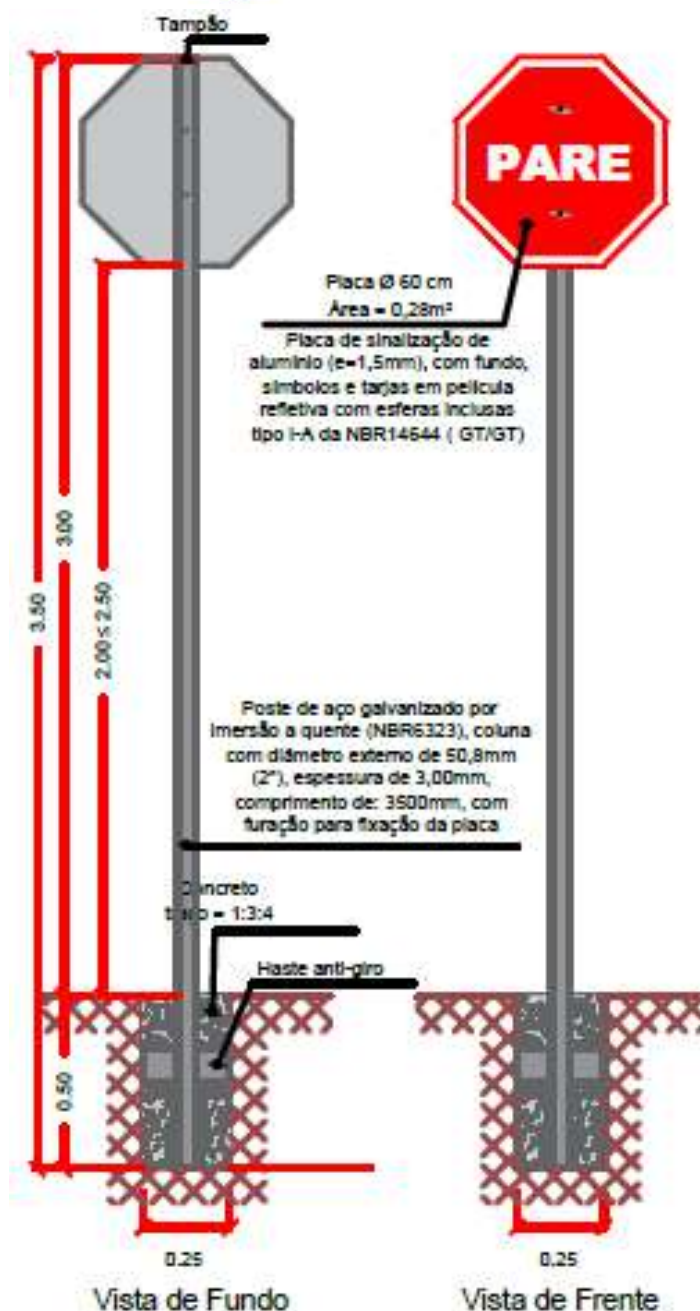 Tampão
PARE
Placa Ø 60 cm
Área = 0,28m²
Placa de sinalização de
alumínio (e=1,5mm), com fundo,
símbolos e tarjas em película
refletiva com esferas inclusas
tipo I-A da NBR14644 ( GT/GT)
3.50
3.00
2.00 ≤ 2.50
Poste de aço galvanizado por
imersão a quente (NBR6323), coluna
com diâmetro externo de 50,8mm
(2"), espessura de 3,00mm,
comprimento de: 3500mm, com
furação para fixação da placa
Concreto
traço = 1:3:4
Haste anti-giro
0.50
0.25
0.25
Vista de Fundo
Vista de Frente